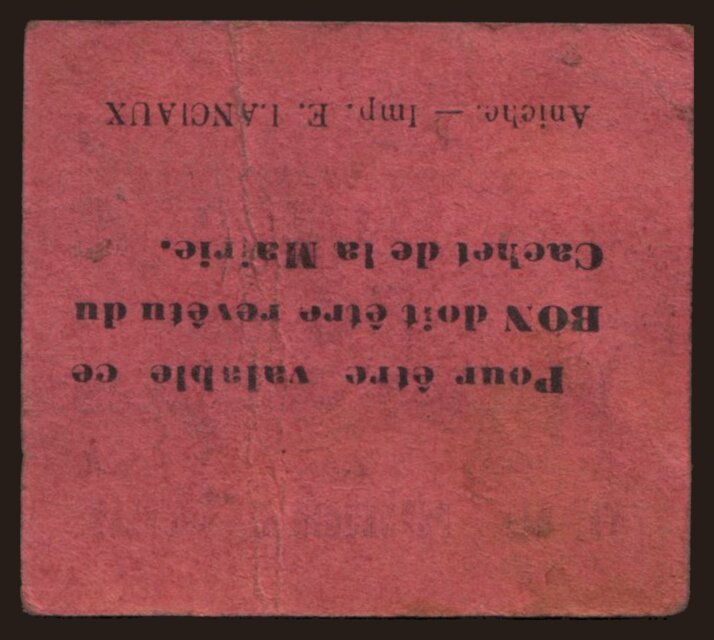 Pour être valable ce
BON doit être revêtu du
Cachet de la Mairie.
Aniche. — Imp. E. LANCIAUX